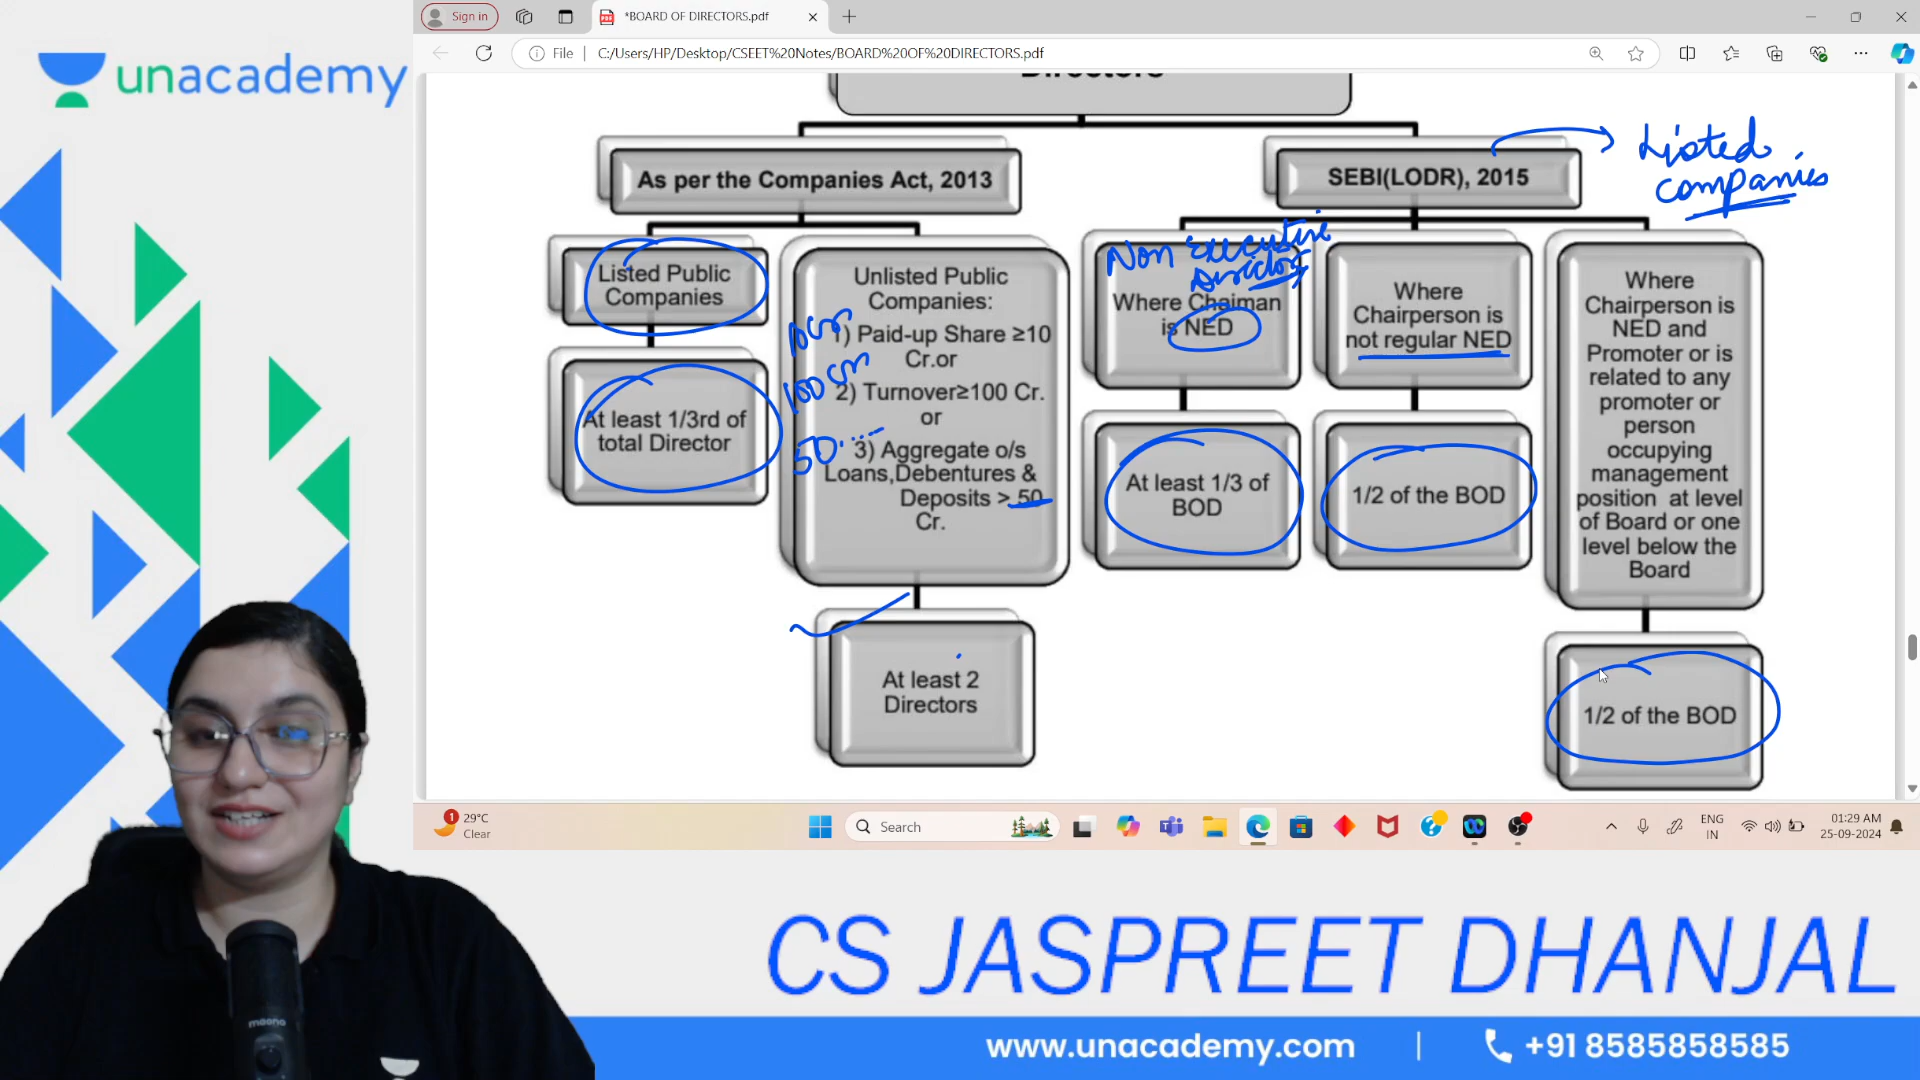 Sign in
*BOARD OF DIRECTORS.pdf
File
C:/Users/HP/Desktop/CSEET%20Notes/BOARD%20OF%20DIRECTORS.pdf
unacademy
Directors
As per the Companies Act, 2013
SEBI(LODR), 2015
Listed
companies
Listed Public
Companies
At least 1/3rd of
total Director
Unlisted Public
Companies:
1) Paid-up Share ≥10
Cr.or
2) Turnover≥100 Cr.
or
3) Aggregate o/s
Loans,Debentures &
Deposits > 50
Cr.
10Cr
100 Cr
50....
At least 2
Directors
Non Executive
Director
Where Chaiman
is NED
At least 1/3 of
BOD
Where
Chairperson is
not regular NED
1/2 of the BOD
Where
Chairperson is
NED and
Promoter or is
related to any
promoter or
person
occupying
management
position at level
of Board or one
level below the
Board
1/2 of the BOD
1
29°C
Clear
Search
ENG
IN
01:29 AM
25-09-2024
maono
CS JASPREET DHANJAL
www.unacademy.com | +91 8585858585